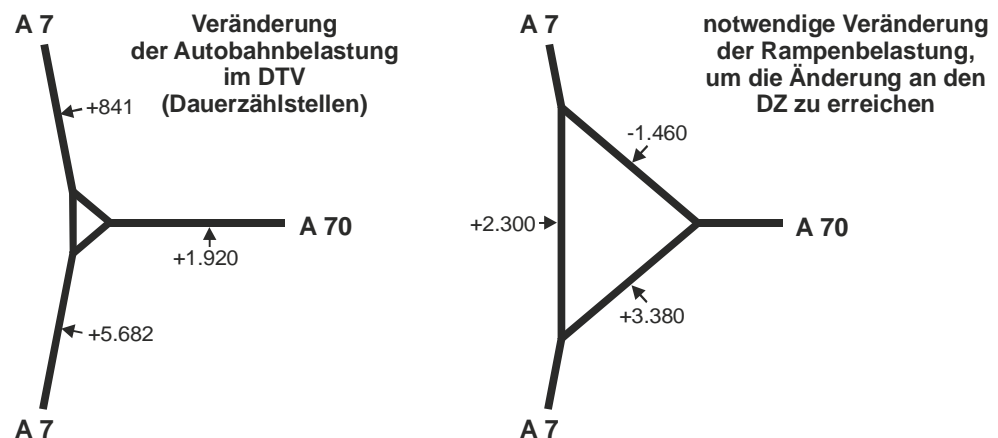 A 7
Veränderung
der Autobahnbelastung
im DTV
(Dauerzählstellen)
+841
A 70
+1.920
+5.682
A 7
A 7
notwendige Veränderung
der Rampenbelastung,
um die Änderung an den
DZ zu erreichen
-1.460
+2.300
A 70
+3.380
A 7